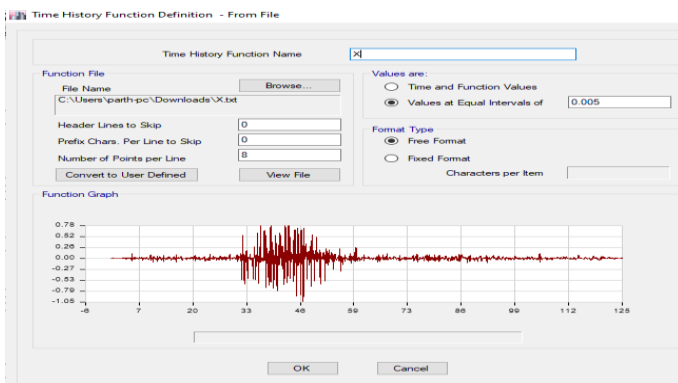 Time History Function Definition - From File
Time History Function Name X
Function File
File Name Browse...
C:\Users\parth-pc\Downloads\X.txt
Header Lines to Skip 0
Prefix Chars. Per Line to Skip 0
Number of Points per Line 8
Convert to User Defined View File
Values are:
Time and Function Values
Values at Equal Intervals of 0.005
Format Type
Free Format
Fixed Format
Characters per Item
Function Graph
0.78
0.52
0.26
0.00
-0.27
-0.53
-0.79
-1.05
-6 7 20 33 46 59 73 86 99 112 125
OK Cancel